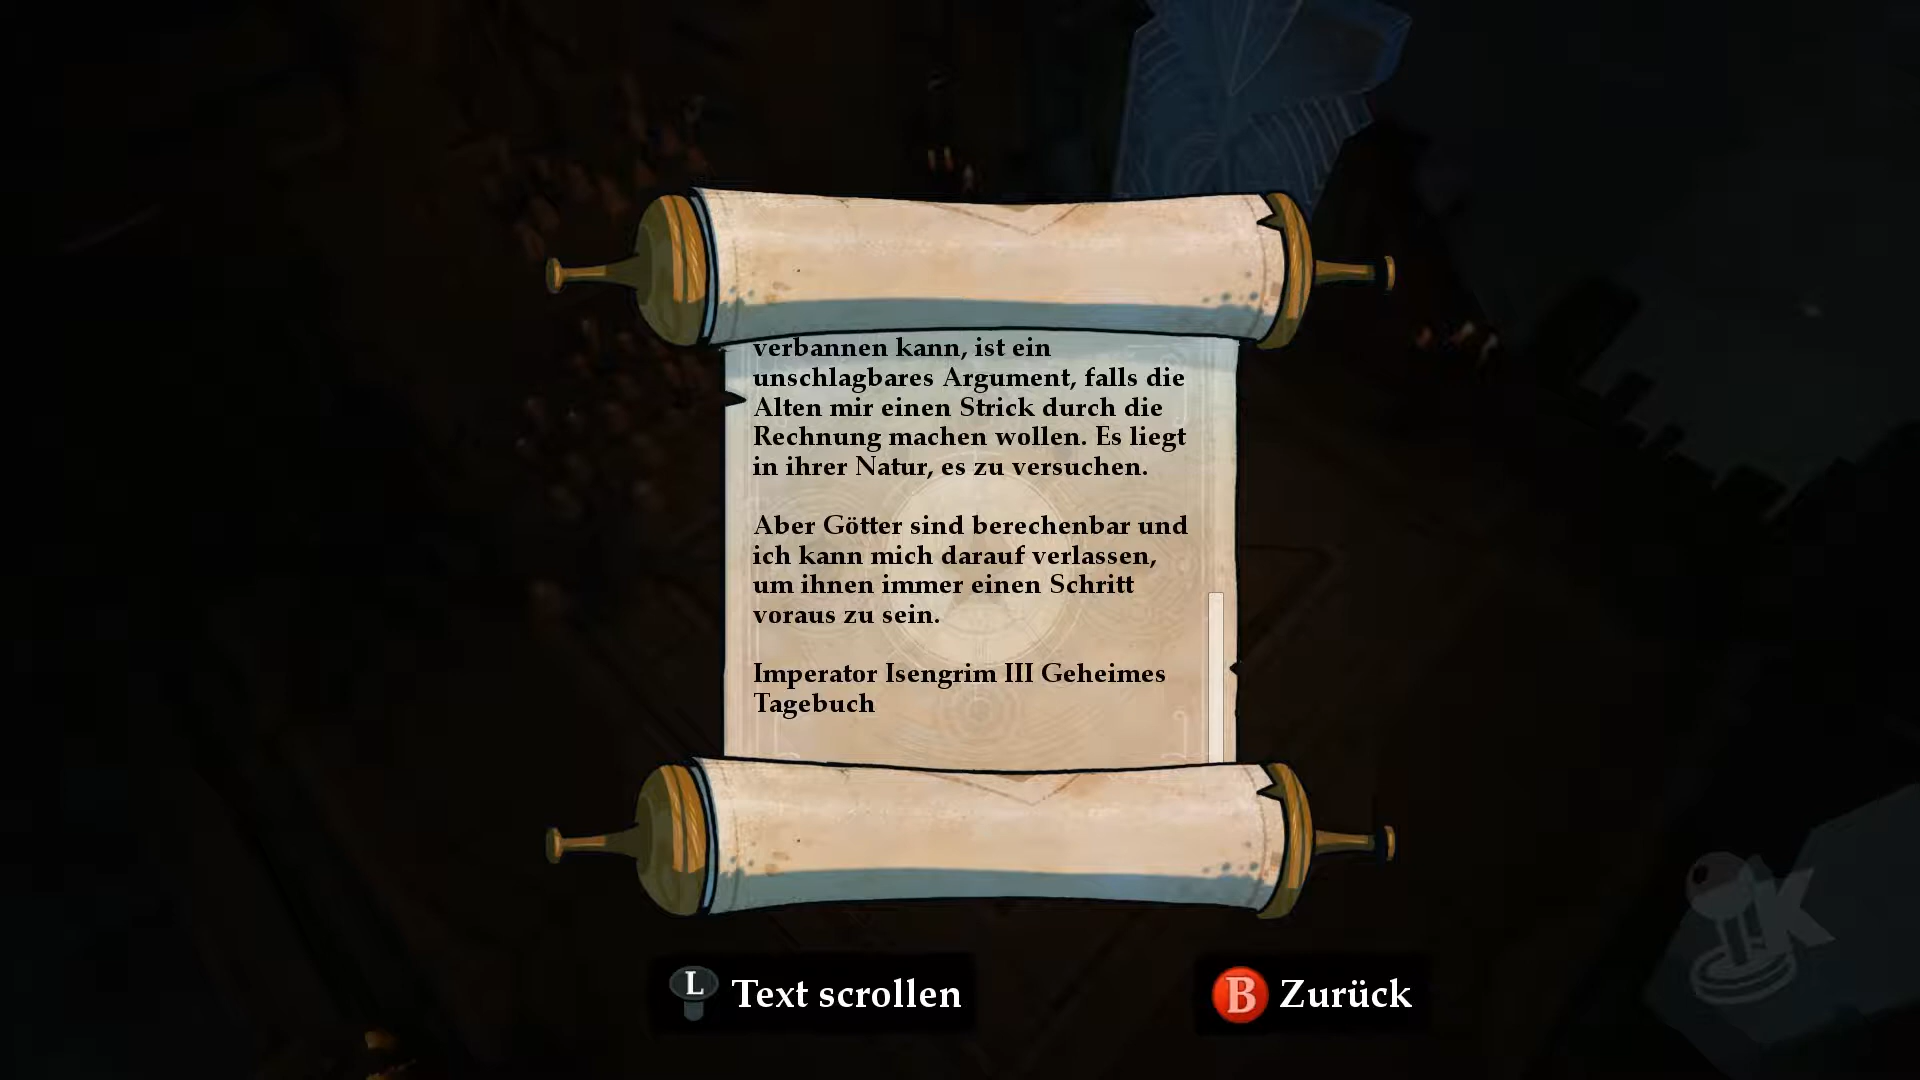 verbannen kann, ist ein
unschlagbares Argument, falls die
Alten mir einen Strick durch die
Rechnung machen wollen. Es liegt
in ihrer Natur, es zu versuchen.
Aber Götter sind berechenbar und
ich kann mich darauf verlassen,
um ihnen immer einen Schritt
voraus zu sein.
Imperator Isengrim III Geheimes
Tagebuch
L Text scrollen
B Zurück
K